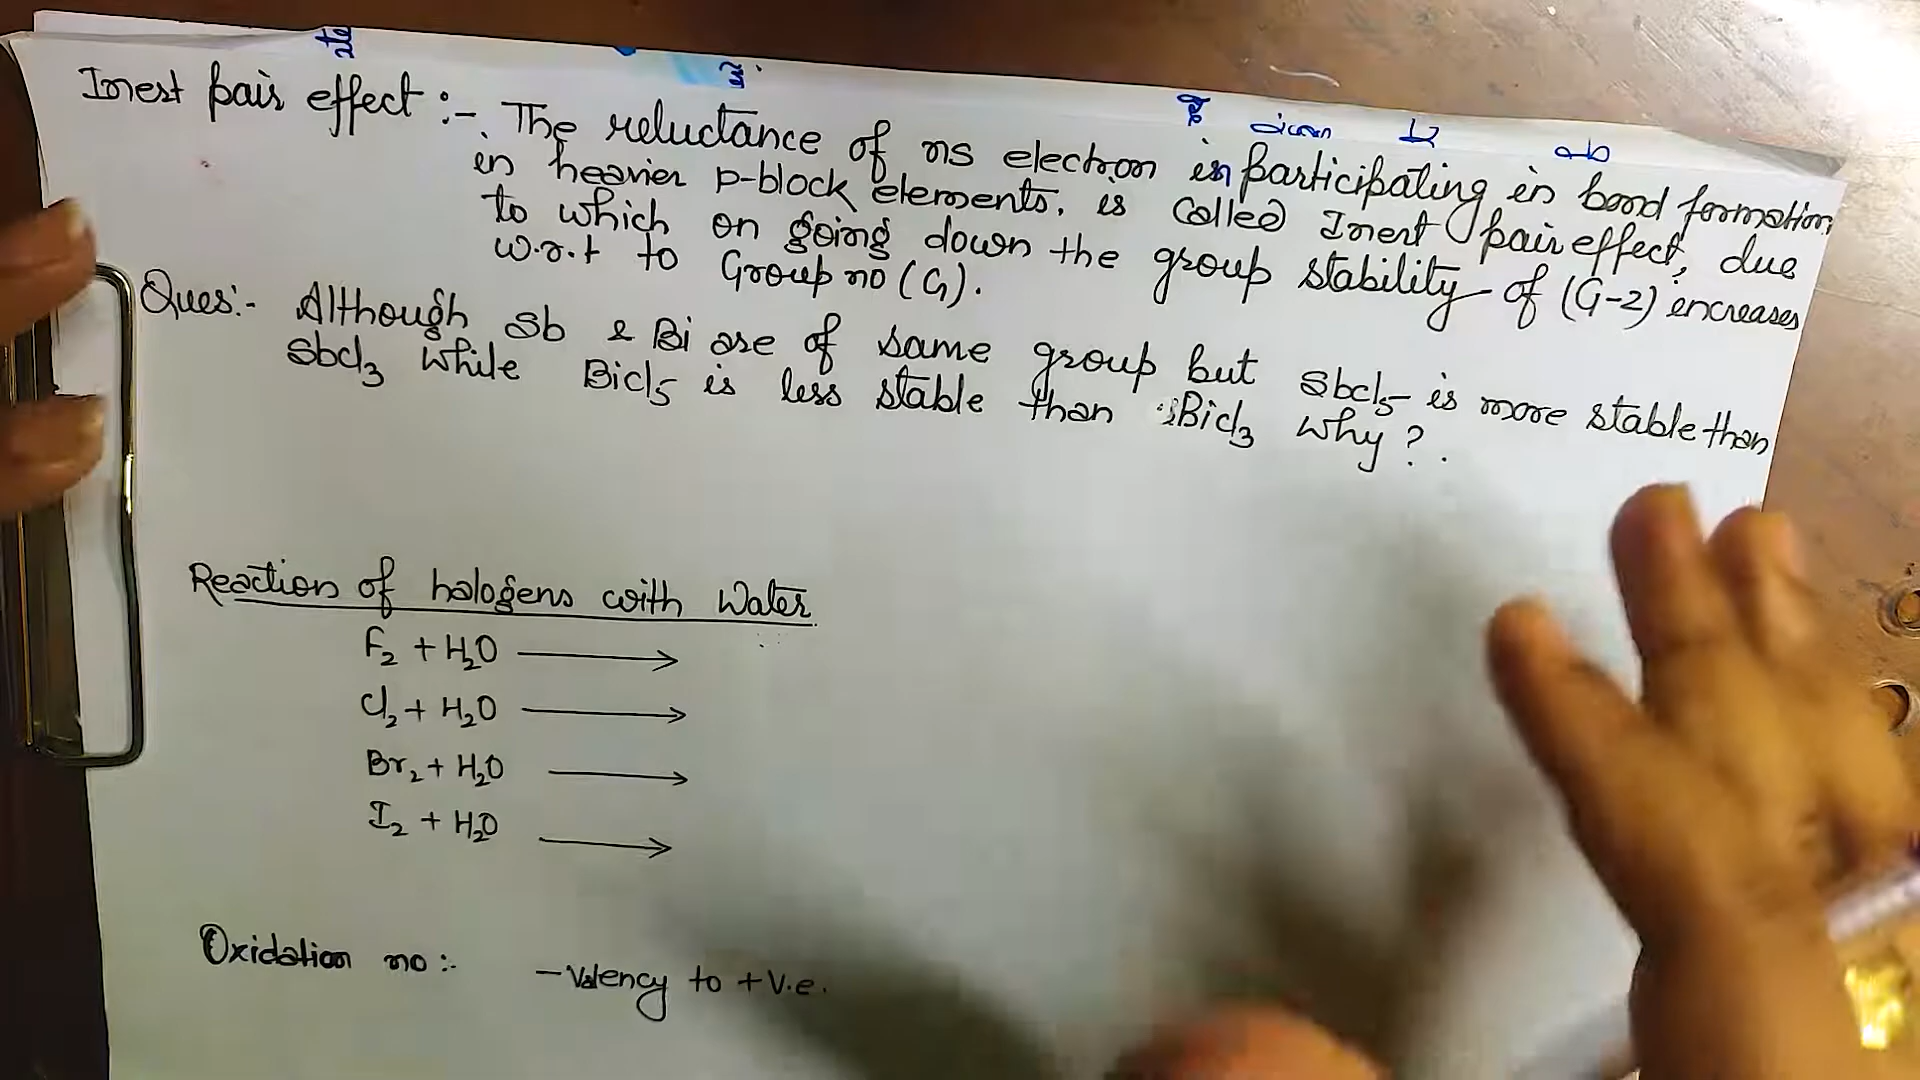 Inert pair effect :- The reluctance of ns electron in participating in bond formation
in heavier p-block elements. is called Inert pair effect, due
to which on going down the group stability of (G-2) increases
w.r.t to Group no (G).
Ques:- Although Sb & Bi are of same group but SbCl5 is more stable than
SbCl3 while BiCl5 is less stable than BiCl3 why?.
Reaction of halogens with Water
F2 + H2O ⟶
Cl2 + H2O ⟶
Br2 + H2O ⟶
I2 + H2O ⟶
Oxidation no :- - Valency to + V.e.